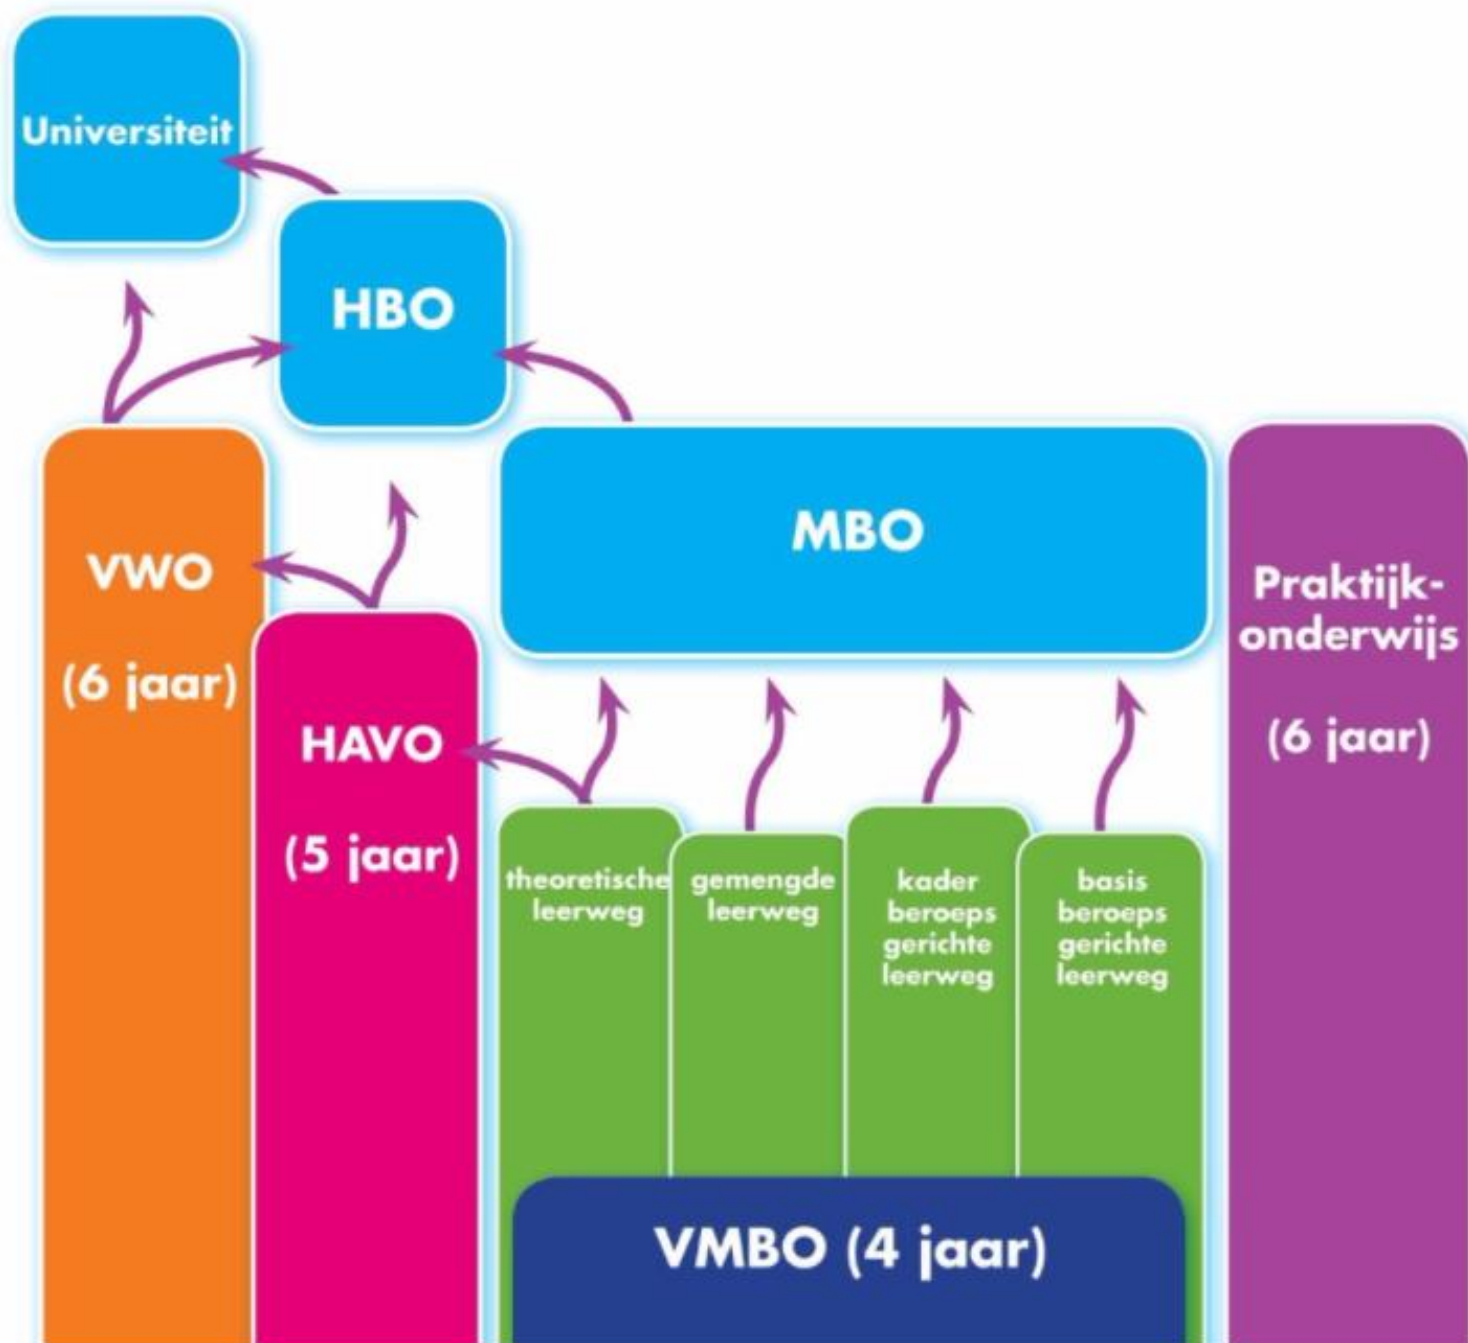 Universiteit
HBO
MBO
VWO
(6 jaar)
HAVO
(5 jaar)
theoretische
leerweg
gemengde
leerweg
kader
beroeps
gerichte
leerweg
basis
beroeps
gerichte
leerweg
VMBO (4 jaar)
Praktijk-
onderwijs
(6 jaar)